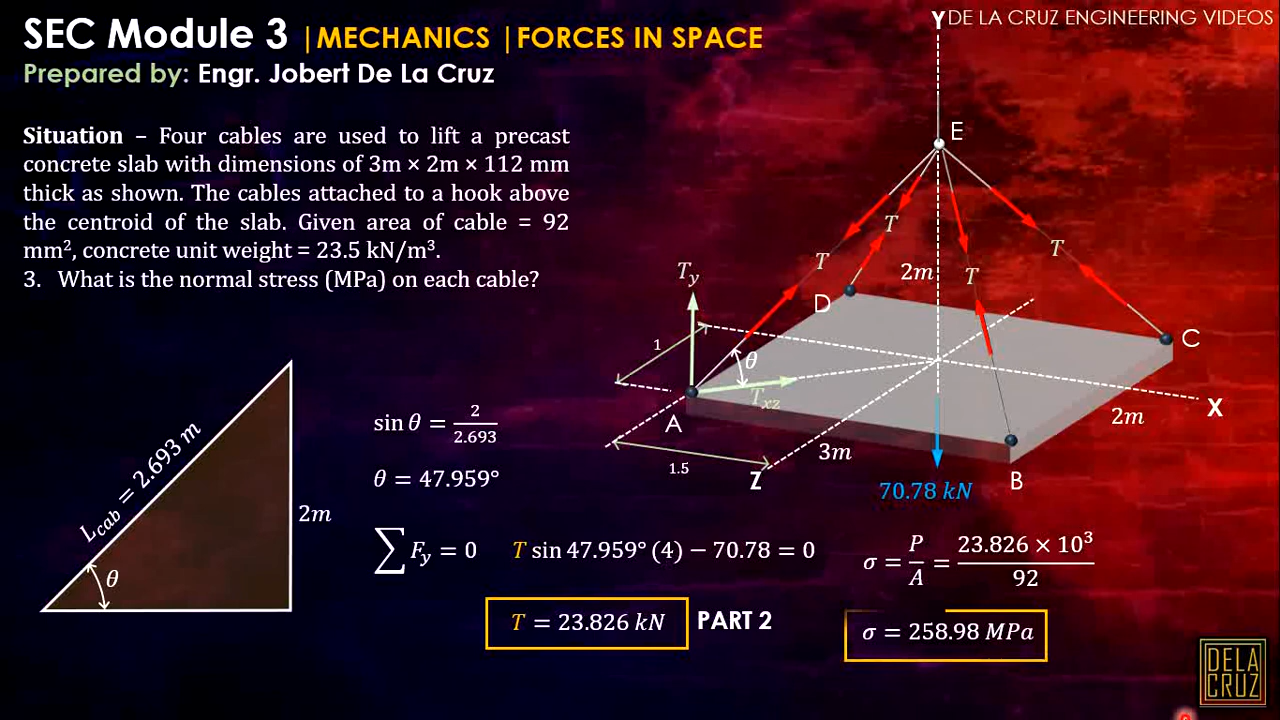 SEC Module 3 |MECHANICS |FORCES IN SPACE
Prepared by: Engr. Jobert De La Cruz
Y DE LA CRUZ ENGINEERING VIDEOS
Situation – Four cables are used to lift a precast
concrete slab with dimensions of 3m × 2m × 112 mm
thick as shown. The cables attached to a hook above
the centroid of the slab. Given area of cable = 92
mm², concrete unit weight = 23.5 kN/m³.
3. What is the normal stress (MPa) on each cable?
E
T
T
T
T
2m
T_y
D
C
1
θ
T_xz
A
X
2m
1.5
3m
Z
B
70.78 kN
L_cab = 2.693 m
2m
θ
sin θ = 2/2.693
θ = 47.959°
∑ F_y = 0 T sin 47.959° (4) − 70.78 = 0
T = 23.826 kN PART 2
σ = P/A = 23.826 × 10³/92
σ = 258.98 MPa
DELA
CRUZ